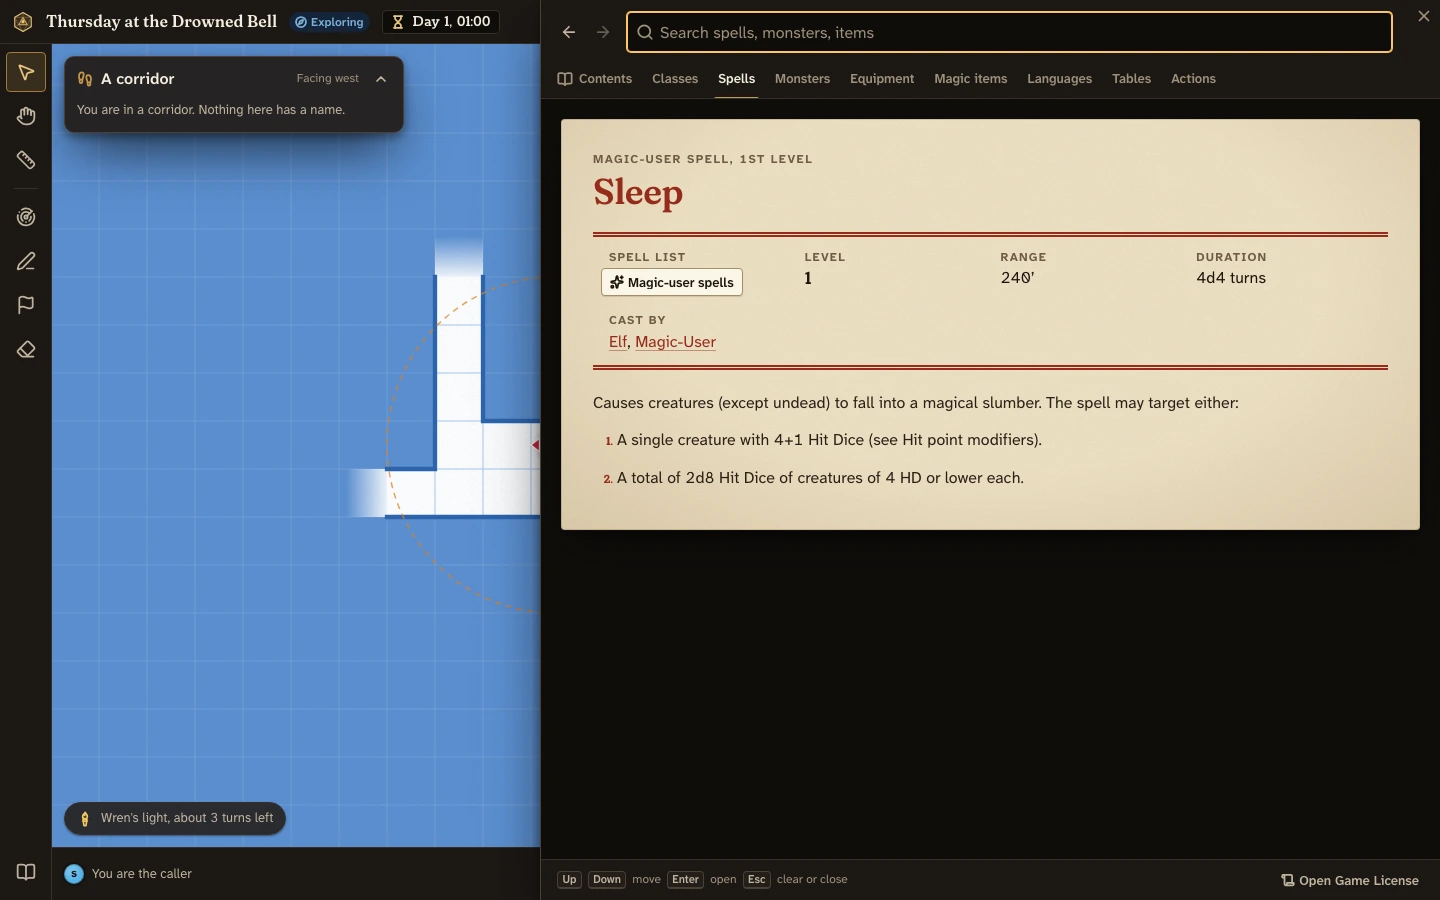 Thursday at the Drowned Bell
Exploring
Day 1, 01:00
Search spells, monsters, items
A corridor
Facing west
You are in a corridor. Nothing here has a name.
Contents
Classes
Spells
Monsters
Equipment
Magic items
Languages
Tables
Actions
MAGIC-USER SPELL, 1ST LEVEL
Sleep
SPELL LIST
Magic-user spells
LEVEL
1
RANGE
240'
DURATION
4d4 turns
CAST BY
Elf, Magic-User
Causes creatures (except undead) to fall into a magical slumber. The spell may target either:
1. A single creature with 4+1 Hit Dice (see Hit point modifiers).
2. A total of 2d8 Hit Dice of creatures of 4 HD or lower each.
Wren's light, about 3 turns left
S
You are the caller
Up Down move Enter open Esc clear or close
Open Game License